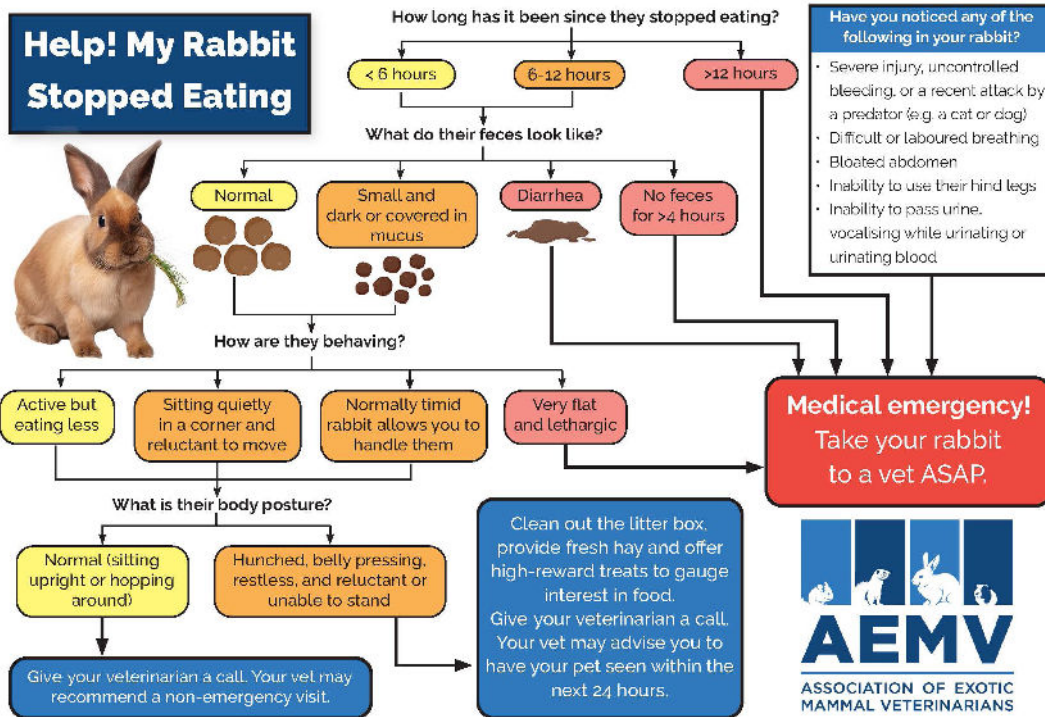 Help! My Rabbit
Stopped Eating
How long has it been since they stopped eating?
< 6 hours
6-12 hours
>12 hours
What do their feces look like?
Normal
Small and
dark or covered in
mucus
Diarrhea
No feces
for >4 hours
Have you noticed any of the
following in your rabbit?
• Severe injury, uncontrolled
bleeding, or a recent attack by
a predator (e.g. a cat or dog)
• Difficult or laboured breathing
• Bloated abdomen
• Inability to use their hind legs
• Inability to pass urine,
vocalising while urinating or
urinating blood
How are they behaving?
Active but
eating less
Sitting quietly
in a corner and
reluctant to move
Normally timid
rabbit allows you to
handle them
Very flat
and lethargic
Medical emergency!
Take your rabbit
to a vet ASAP.
What is their body posture?
Normal (sitting
upright or hopping
around)
Hunched, belly pressing,
restless, and reluctant or
unable to stand
Give your veterinarian a call. Your vet may
recommend a non-emergency visit.
Clean out the litter box,
provide fresh hay and offer
high-reward treats to gauge
interest in food.
Give your veterinarian a call.
Your vet may advise you to
have your pet seen within the
next 24 hours.
AEMV
ASSOCIATION OF EXOTIC
MAMMAL VETERINARIANS